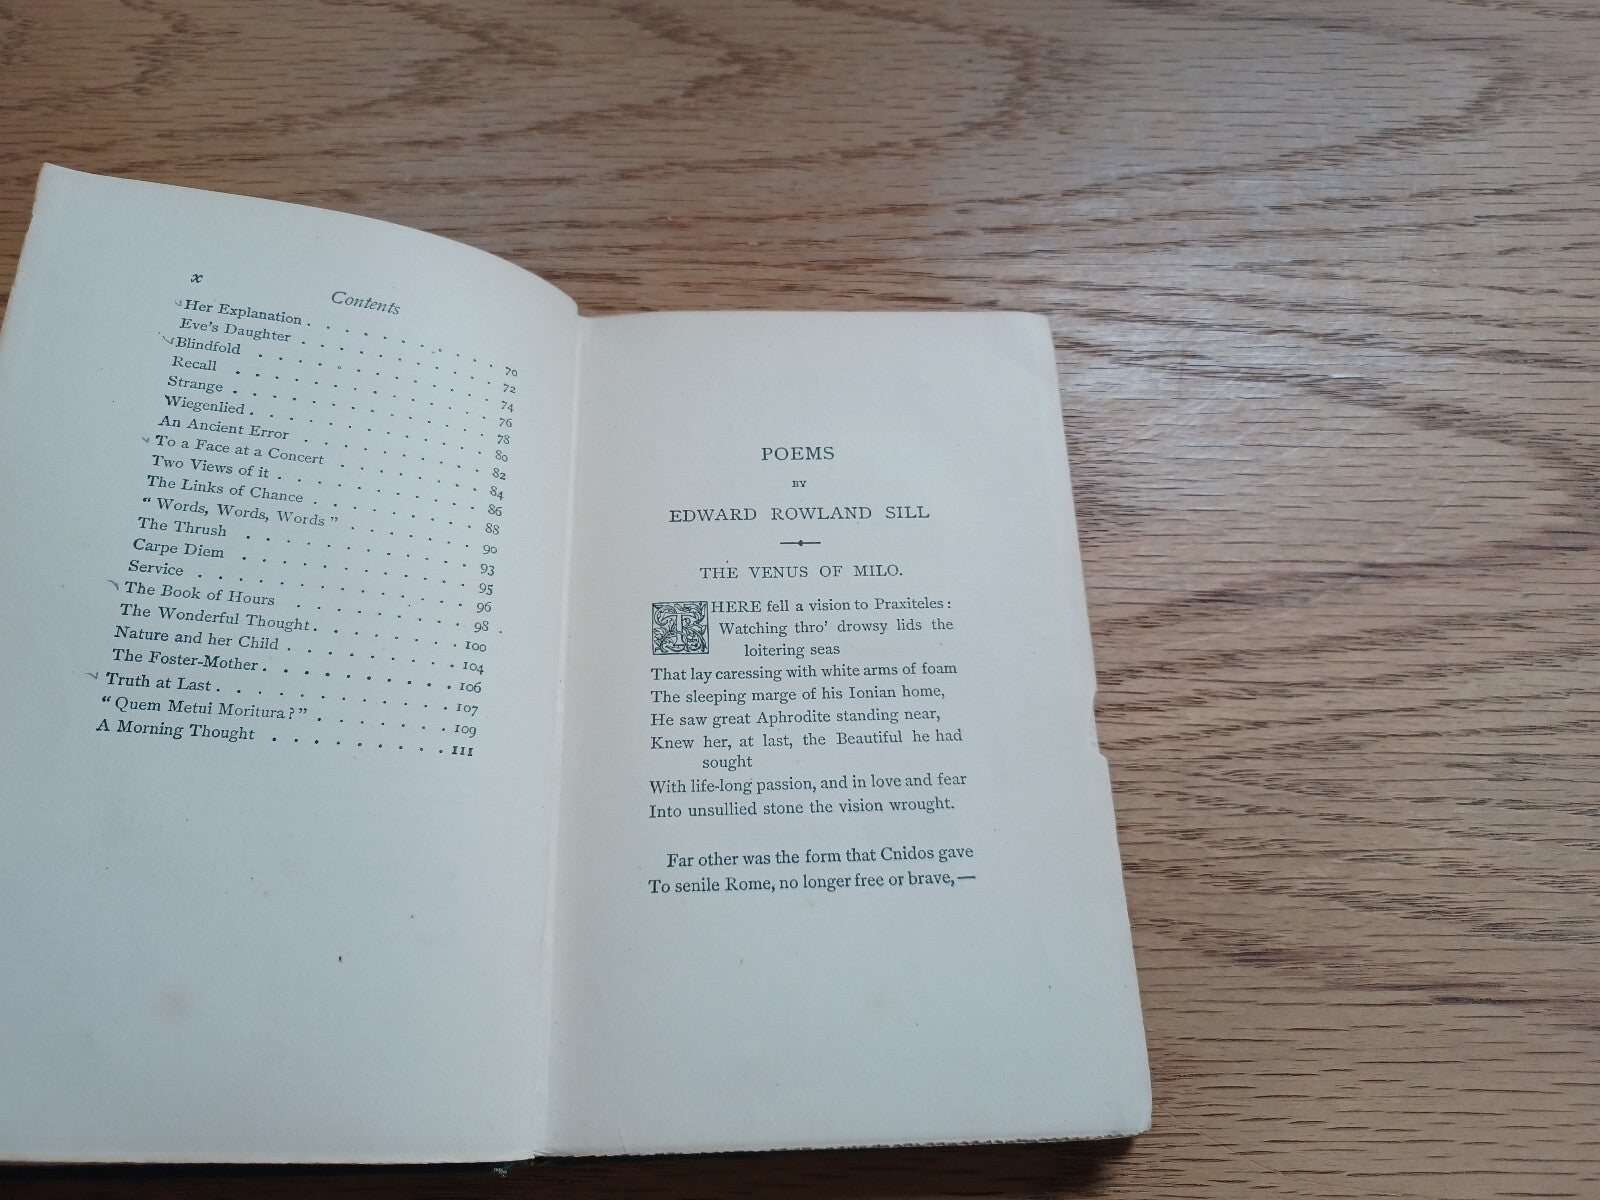 x
Contents
Her Explanation . . . . . . . . 70
Eve's Daughter . . . . . . . . 72
Blindfold . . . . . . . . 74
Recall . . . . . . . . 76
Strange . . . . . . . . 78
Wiegenlied . . . . . . . . 80
An Ancient Error . . . . . . . . 82
To a Face at a Concert . . . . . . . . 84
Two Views of it . . . . . . . . 86
The Links of Chance . . . . . . . . 88
“Words, Words, Words” . . . . . . . . 90
The Thrush . . . . . . . . 93
Carpe Diem . . . . . . . . 95
Service . . . . . . . . 96
The Book of Hours . . . . . . . . 98
The Wonderful Thought . . . . . . . . 100
Nature and her Child . . . . . . . . 104
The Foster-Mother . . . . . . . . 106
Truth at Last . . . . . . . . 107
“Quem Metui Moritura?” . . . . . . . . 109
A Morning Thought . . . . . . . . 111
POEMS
BY
EDWARD ROWLAND SILL
THE VENUS OF MILO.
THERE fell a vision to Praxiteles:
Watching thro' drowsy lids the
loitering seas
That lay caressing with white arms of foam
The sleeping marge of his Ionian home,
He saw great Aphrodite standing near,
Knew her, at last, the Beautiful he had
sought
With life-long passion, and in love and fear
Into unsullied stone the vision wrought.
Far other was the form that Cnidos gave
To senile Rome, no longer free or brave,—